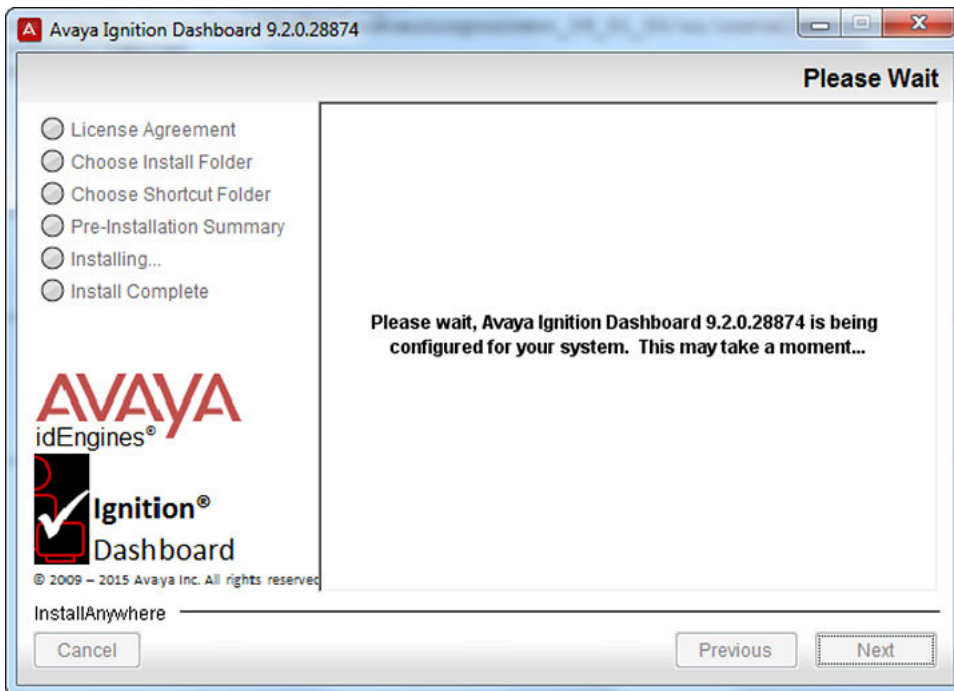 Avaya Ignition Dashboard 9.2.0.28874
Please Wait
License Agreement
Choose Install Folder
Choose Shortcut Folder
Pre-Installation Summary
Installing...
Install Complete
Please wait, Avaya Ignition Dashboard 9.2.0.28874 is being
configured for your system. This may take a moment...
AVAYA
idEngines®
Ignition®
Dashboard
© 2009 – 2015 Avaya Inc. All rights reserved
InstallAnywhere
Cancel
Previous
Next